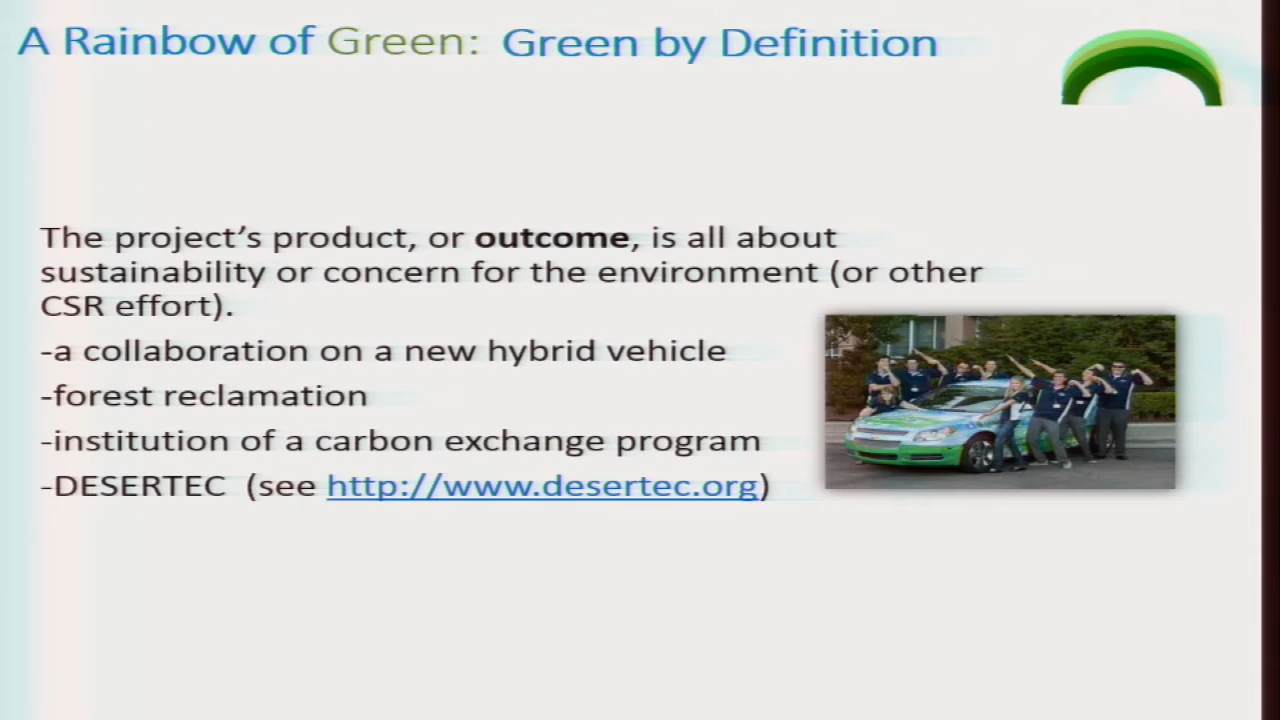 A Rainbow of Green: Green by Definition
The project's product, or outcome, is all about
sustainability or concern for the environment (or other
CSR effort).
-a collaboration on a new hybrid vehicle
-forest reclamation
-institution of a carbon exchange program
-DESERTEC (see http://www.desertec.org)